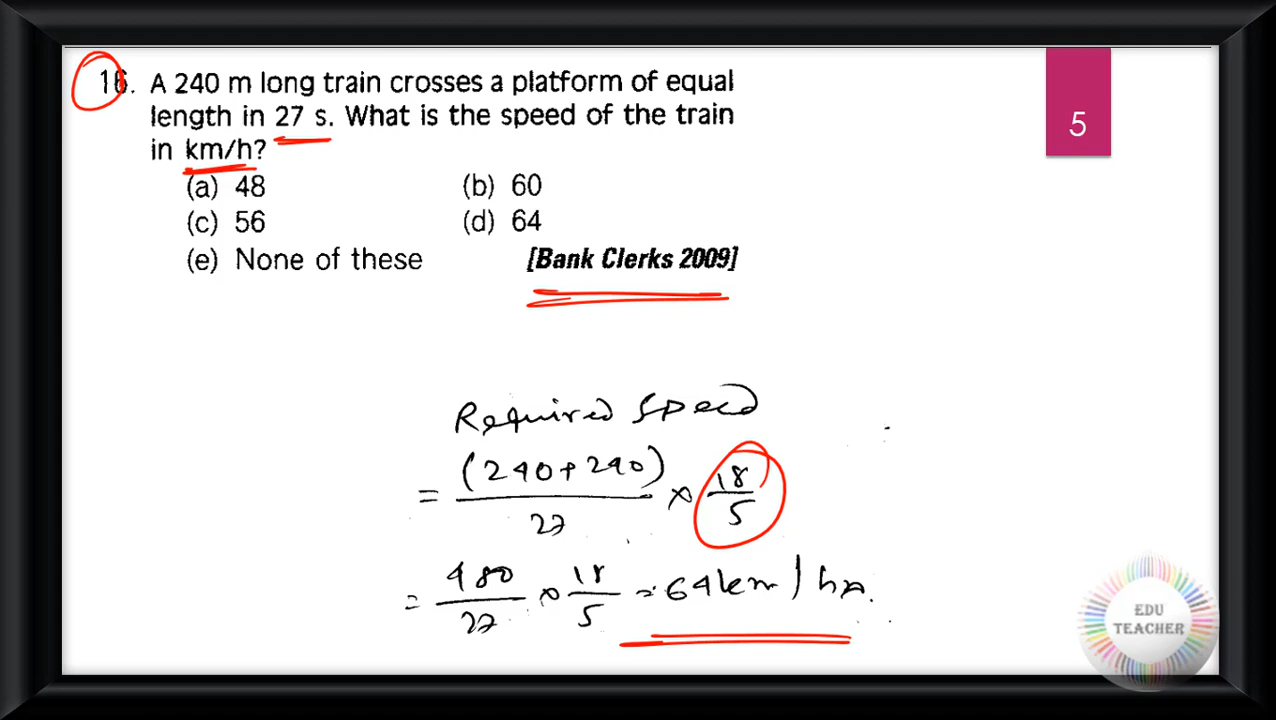 16. A 240 m long train crosses a platform of equal
length in 27 s. What is the speed of the train
in km/h?
(a) 48 (b) 60
(c) 56 (d) 64
(e) None of these [Bank Clerks 2009]
5
Required Speed
= (240+240)/27 × 18/5
= 480/27 × 18/5 = 64km/hr.
EDU
TEACHER